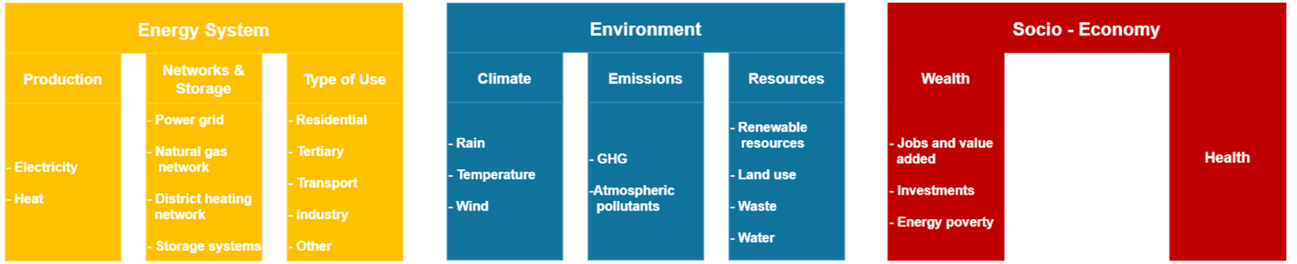 Energy System
Production
- Electricity
- Heat
Networks &
Storage
- Power grid
- Natural gas
network
- District heating
network
- Storage systems
Type of Use
- Residential
- Tertiary
- Transport
- Industry
- Other
Environment
Climate
- Rain
- Temperature
- Wind
Emissions
- GHG
-Atmospheric
pollutants
Resources
- Renewable
resources
- Land use
- Waste
- Water
Socio - Economy
Wealth
- Jobs and value
added
- Investments
- Energy poverty
Health